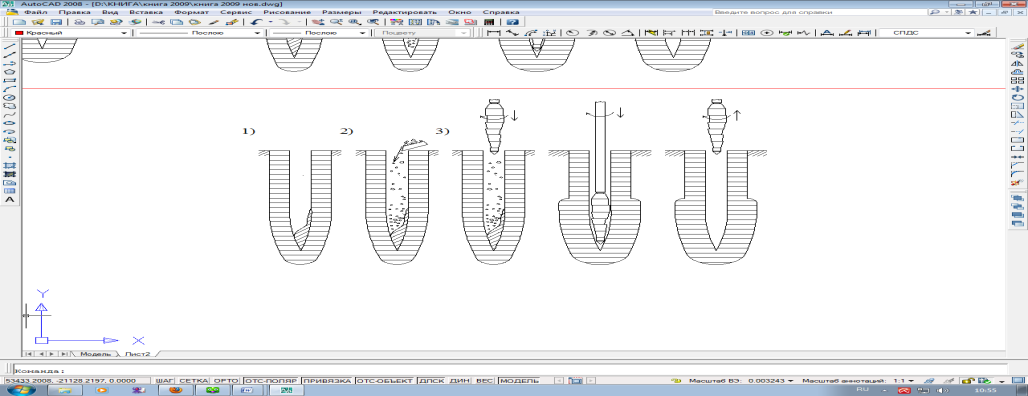 AutoCAD 2008 - [D:\КНИГА\книга 2009\книга 2009 нов.dwg]
Файл Правка Вид Вставка Формат Сервис Рисование Размеры Редактировать Окно Справка
Введите вопрос для справки
Красный Послою Послою Поцвету СПДС
1) 2) 3)
Y
X
Модель Лист2
Команда:
53433.2008, -21128.2197, 0.0000 ШАГ СЕТКА ОРТО ОТС-ПОЛЯР ПРИВЯЗКА ОТС-ОБЪЕКТ ДПСК ДИН ВЕС МОДЕЛЬ Масштаб ВЭ: 0.003243 Масштаб аннотаций: 1:1
RU 10:55